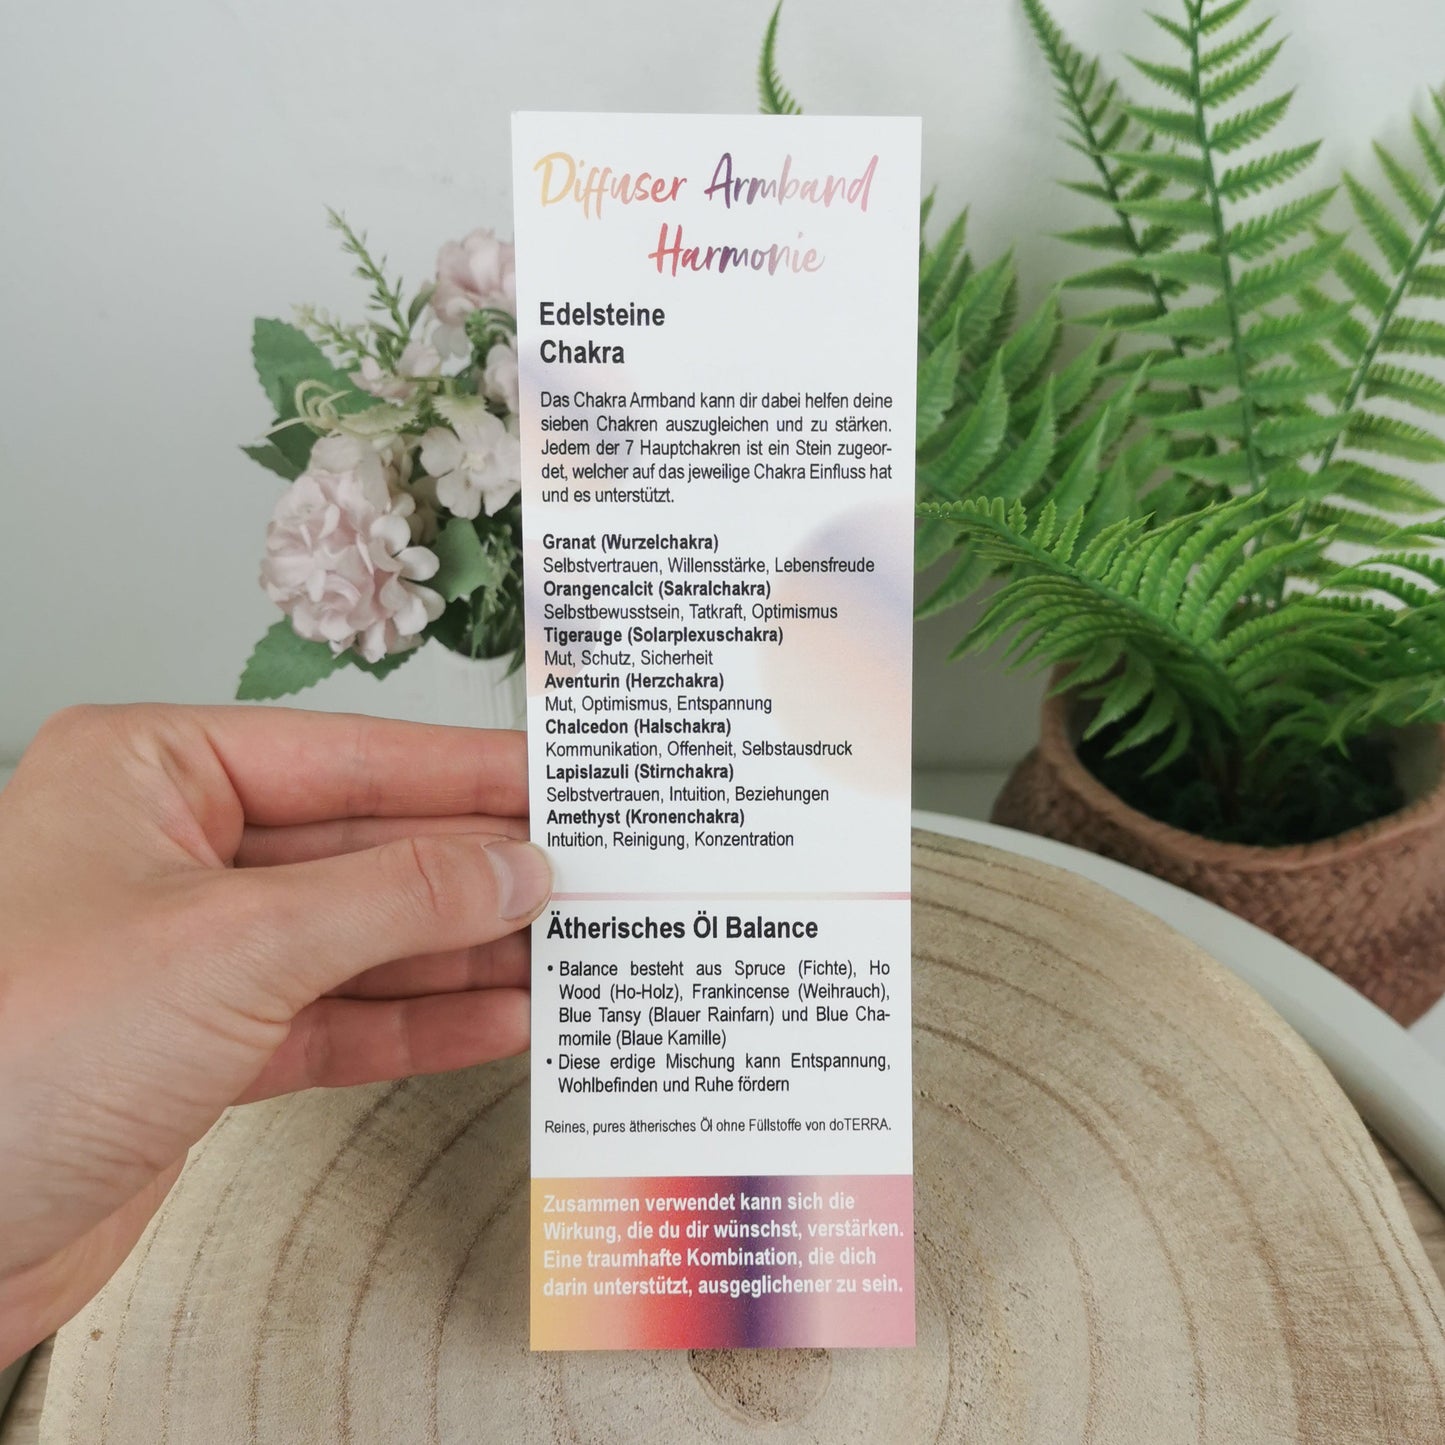 Diffuser Armband
Harmonie
Edelsteine
Chakra
Das Chakra Armband kann dir dabei helfen deine
sieben Chakren auszugleichen und zu stärken.
Jedem der 7 Hauptchakren ist ein Stein zugeor-
det, welcher auf das jeweilige Chakra Einfluss hat
und es unterstützt.
Granat (Wurzelchakra)
Selbstvertrauen, Willensstärke, Lebensfreude
Orangencalcit (Sakralchakra)
Selbstbewusstsein, Tatkraft, Optimismus
Tigerauge (Solarplexuschakra)
Mut, Schutz, Sicherheit
Aventurin (Herzchakra)
Mut, Optimismus, Entspannung
Chalcedon (Halschakra)
Kommunikation, Offenheit, Selbstausdruck
Lapislazuli (Stirnchakra)
Selbstvertrauen, Intuition, Beziehungen
Amethyst (Kronenchakra)
Intuition, Reinigung, Konzentration
Ätherisches Öl Balance
• Balance besteht aus Spruce (Fichte), Ho
Wood (Ho-Holz), Frankincense (Weihrauch),
Blue Tansy (Blauer Rainfarn) und Blue Cha-
momile (Blaue Kamille)
• Diese erdige Mischung kann Entspannung,
Wohlbefinden und Ruhe fördern
Reines, pures ätherisches Öl ohne Füllstoffe von doTERRA.
Zusammen verwendet kann sich die
Wirkung, die du dir wünschst, verstärken.
Eine traumhafte Kombination, die dich
darin unterstützt, ausgeglichener zu sein.